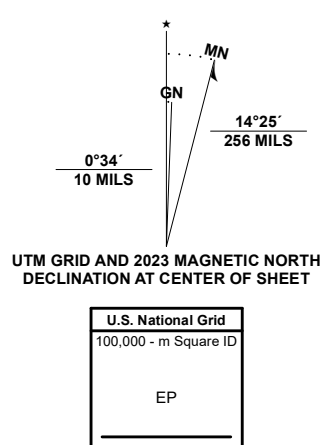 ★
MN
GN
14°25´
256 MILS
0°34´
10 MILS
UTM GRID AND 2023 MAGNETIC NORTH
DECLINATION AT CENTER OF SHEET
U.S. National Grid
100,000 - m Square ID
EP